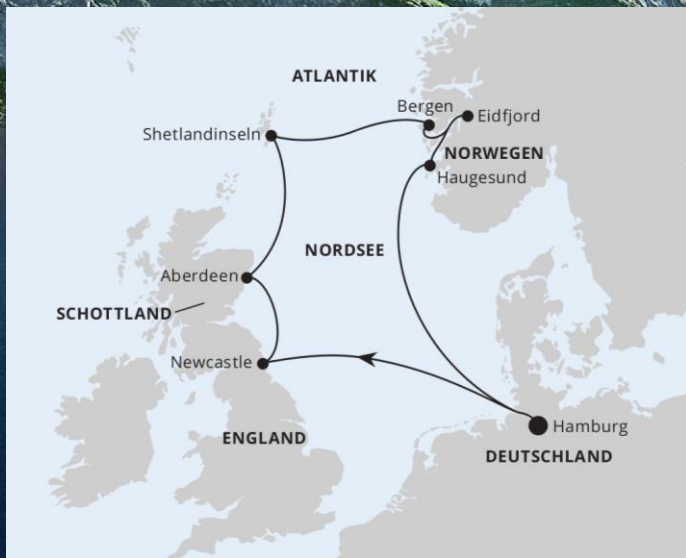 ATLANTIK
Bergen
Eidfjord
Shetlandinseln
NORWEGEN
Haugesund
NORDSEE
Aberdeen
SCHOTTLAND
Newcastle
Hamburg
ENGLAND
DEUTSCHLAND